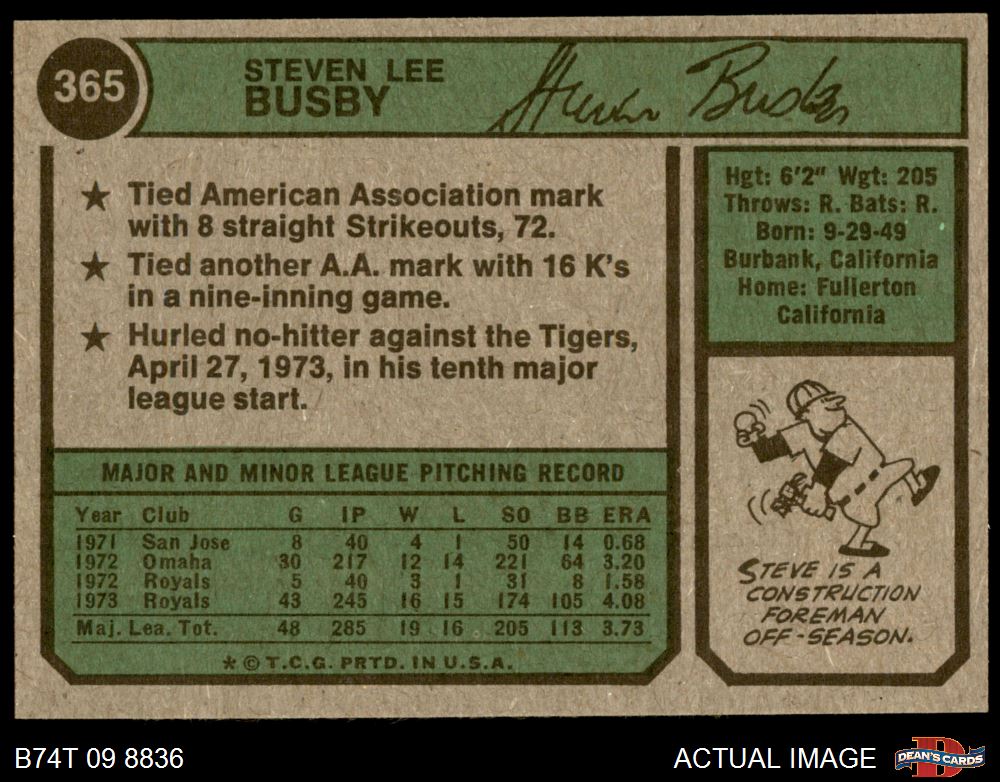 365
STEVEN LEE
BUSBY
Steven Busby
★ Tied American Association mark
with 8 straight Strikeouts, 72.
★ Tied another A.A. mark with 16 K's
in a nine-inning game.
★ Hurled no-hitter against the Tigers,
April 27, 1973, in his tenth major
league start.
Hgt: 6'2" Wgt: 205
Throws: R. Bats: R.
Born: 9-29-49
Burbank, California
Home: Fullerton
California
MAJOR AND MINOR LEAGUE PITCHING RECORD
Year Club G IP W L SO BB ERA
1971 San Jose 8 40 4 1 50 14 0.68
1972 Omaha 30 217 12 14 221 64 3.20
1972 Royals 5 40 3 1 31 8 1.58
1973 Royals 43 245 16 15 174 105 4.08
Maj. Lea. Tot. 48 285 19 16 205 113 3.73
* © T.C.G. PRTD. IN U.S.A.
STEVE IS A
CONSTRUCTION
FOREMAN
OFF-SEASON.
B74T 09 8836
ACTUAL IMAGE
D
DEAN'S CARDS